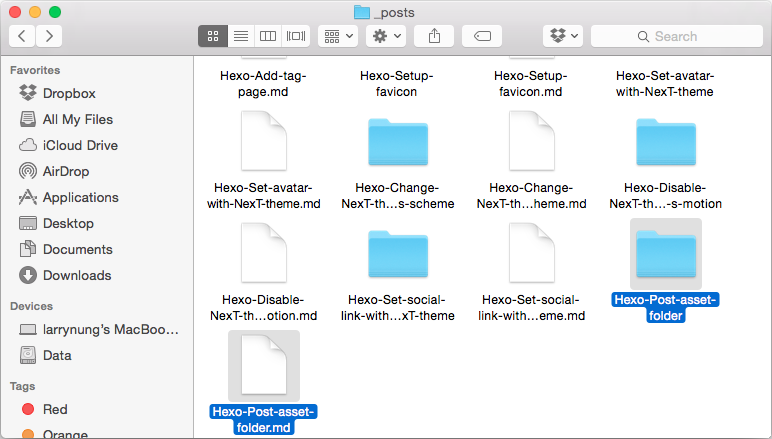 _posts
Search
Favorites
Dropbox
All My Files
iCloud Drive
AirDrop
Applications
Desktop
Documents
Downloads
Devices
larrynung's MacBoo…
Data
Tags
Red
Orange
Hexo-Add-tag-
page.md
Hexo-Setup-
favicon
Hexo-Setup-
favicon.md
Hexo-Set-avatar-
with-NexT-theme
Hexo-Set-avatar-
with-NexT-theme.md
Hexo-Change-
NexT-th…s-scheme
Hexo-Change-
NexT-th…heme.md
Hexo-Disable-
NexT-th…-s-motion
Hexo-Disable-
NexT-th…otion.md
Hexo-Set-social-
link-with…xT-theme
Hexo-Set-social-
link-with…eme.md
Hexo-Post-asset-
folder
Hexo-Post-asset-
folder.md